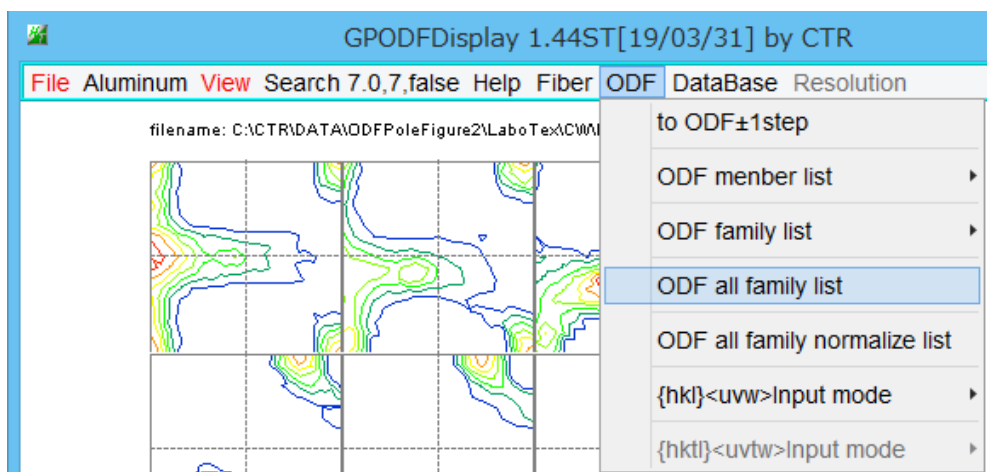 GPODFDisplay 1.44ST[19/03/31] by CTR
File Aluminum View Search 7.0,7,false Help Fiber ODF DataBase Resolution
filename: C:\CTR\DATA\ODFPoleFigure2\LaboTex\CW\
to ODF±1step
ODF menber list
ODF family list
ODF all family list
ODF all family normalize list
{hkl}<uvw>Input mode
{hktl}<uvtw>Input mode